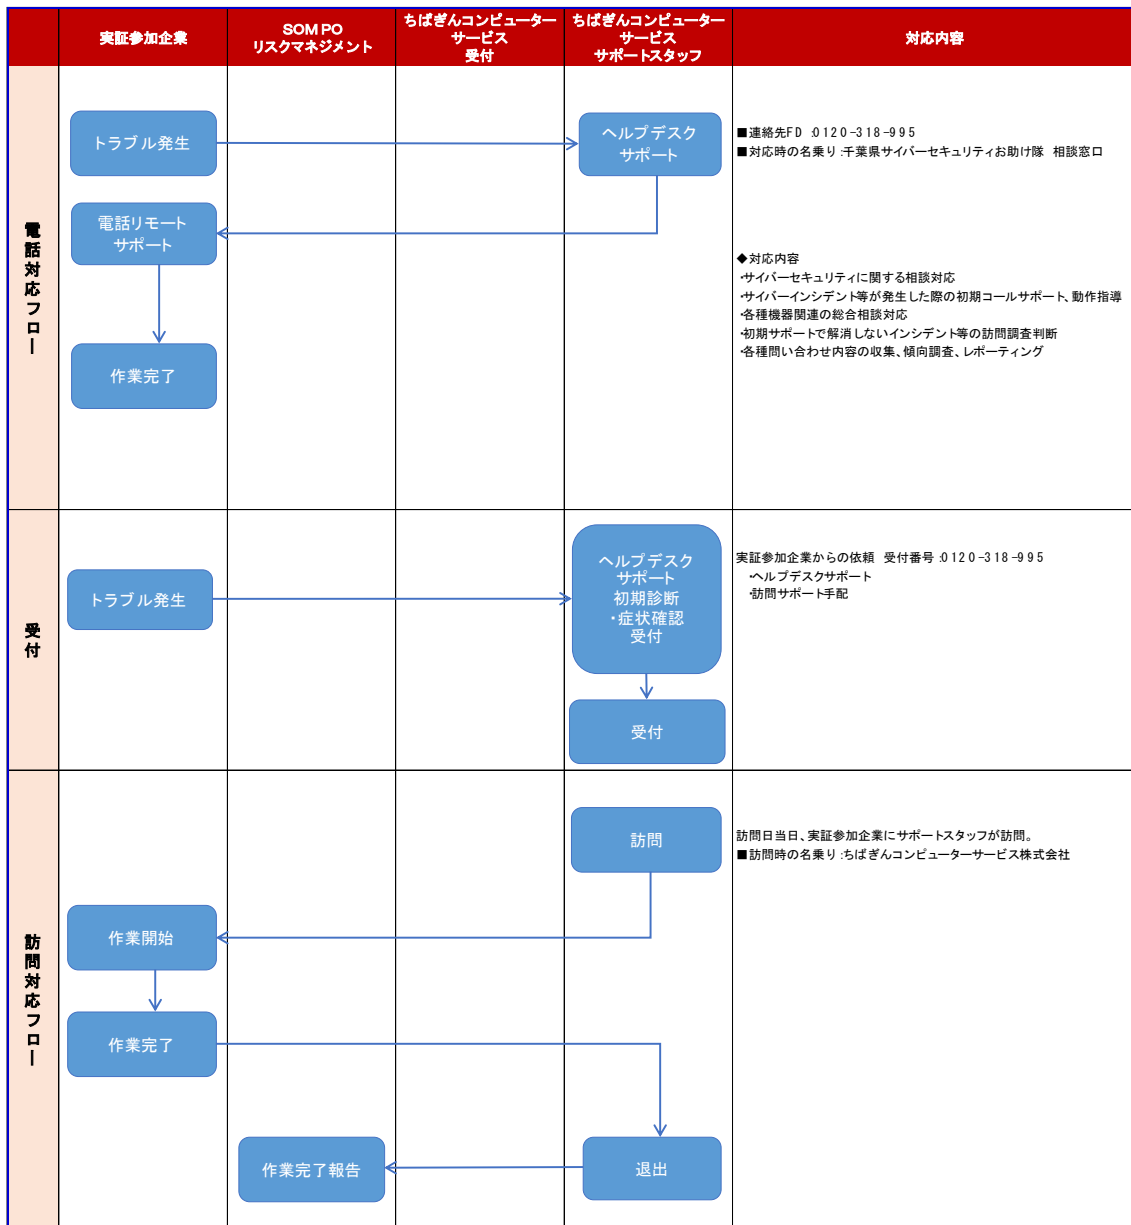 実証参加企業
SOMPO
リスクマネジメント
ちばぎんコンピューター
サービス
受付
ちばぎんコンピューター
サービス
サポートスタッフ
対応内容
電話対応フロー
トラブル発生
ヘルプデスク
サポート
電話リモート
サポート
作業完了
■連絡先FD :0120-318-995
■対応時の名乗り:千葉県サイバーセキュリティお助け隊 相談窓口
◆対応内容
・サイバーセキュリティに関する相談対応
・サイバーインシデント等が発生した際の初期コールサポート、動作指導
・各種機器関連の総合相談対応
・初期サポートで解消しないインシデント等の訪問調査判断
・各種問い合わせ内容の収集、傾向調査、レポーティング
受付
トラブル発生
ヘルプデスク
サポート
初期診断
・症状確認
受付
受付
実証参加企業からの依頼 受付番号:0120-318-995
・ヘルプデスクサポート
・訪問サポート手配
訪問対応フロー
訪問
作業開始
作業完了
作業完了報告
退出
訪問日当日、実証参加企業にサポートスタッフが訪問。
■訪問時の名乗り:ちばぎんコンピューターサービス株式会社